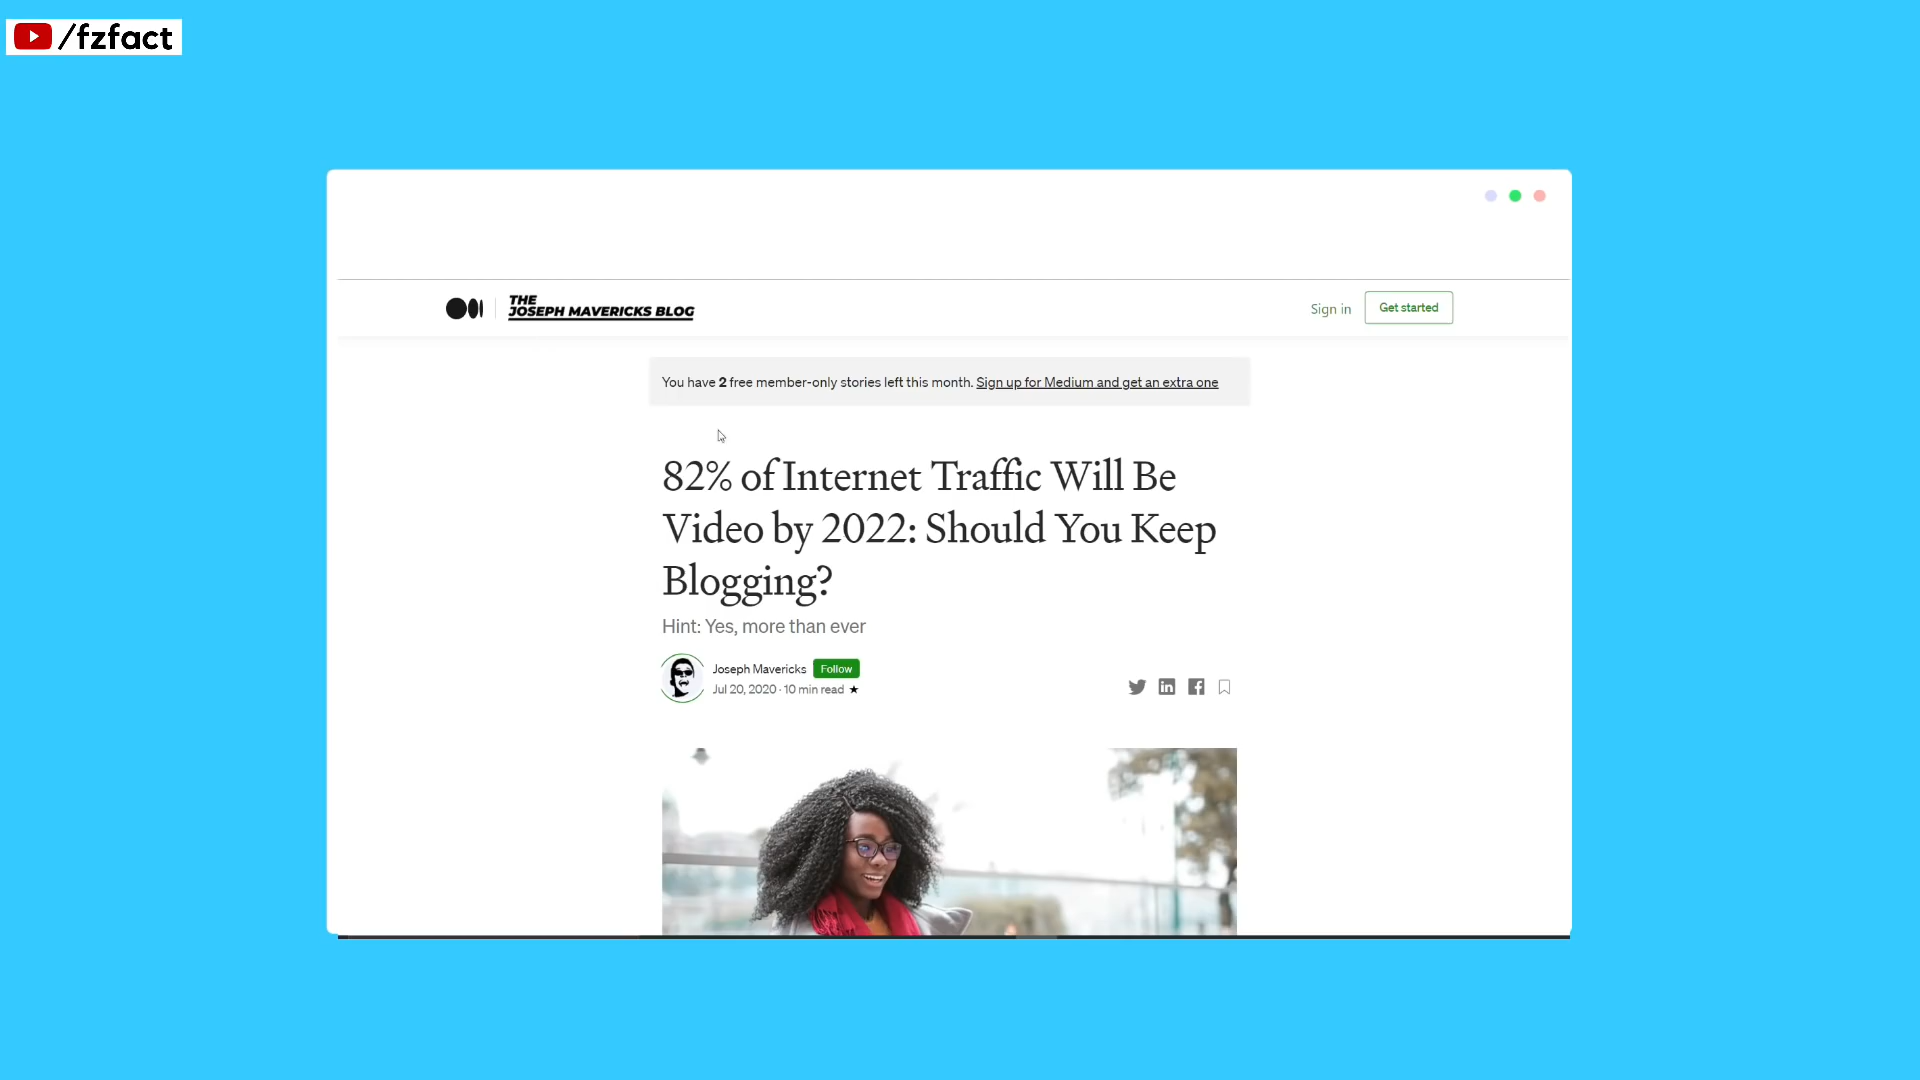 /fzfact
THE
JOSEPH MAVERICKS BLOG
Sign in
Get started
You have 2 free member-only stories left this month. Sign up for Medium and get an extra one
82% of Internet Traffic Will Be
Video by 2022: Should You Keep
Blogging?
Hint: Yes, more than ever
Joseph Mavericks Follow
Jul 20, 2020 · 10 min read ★